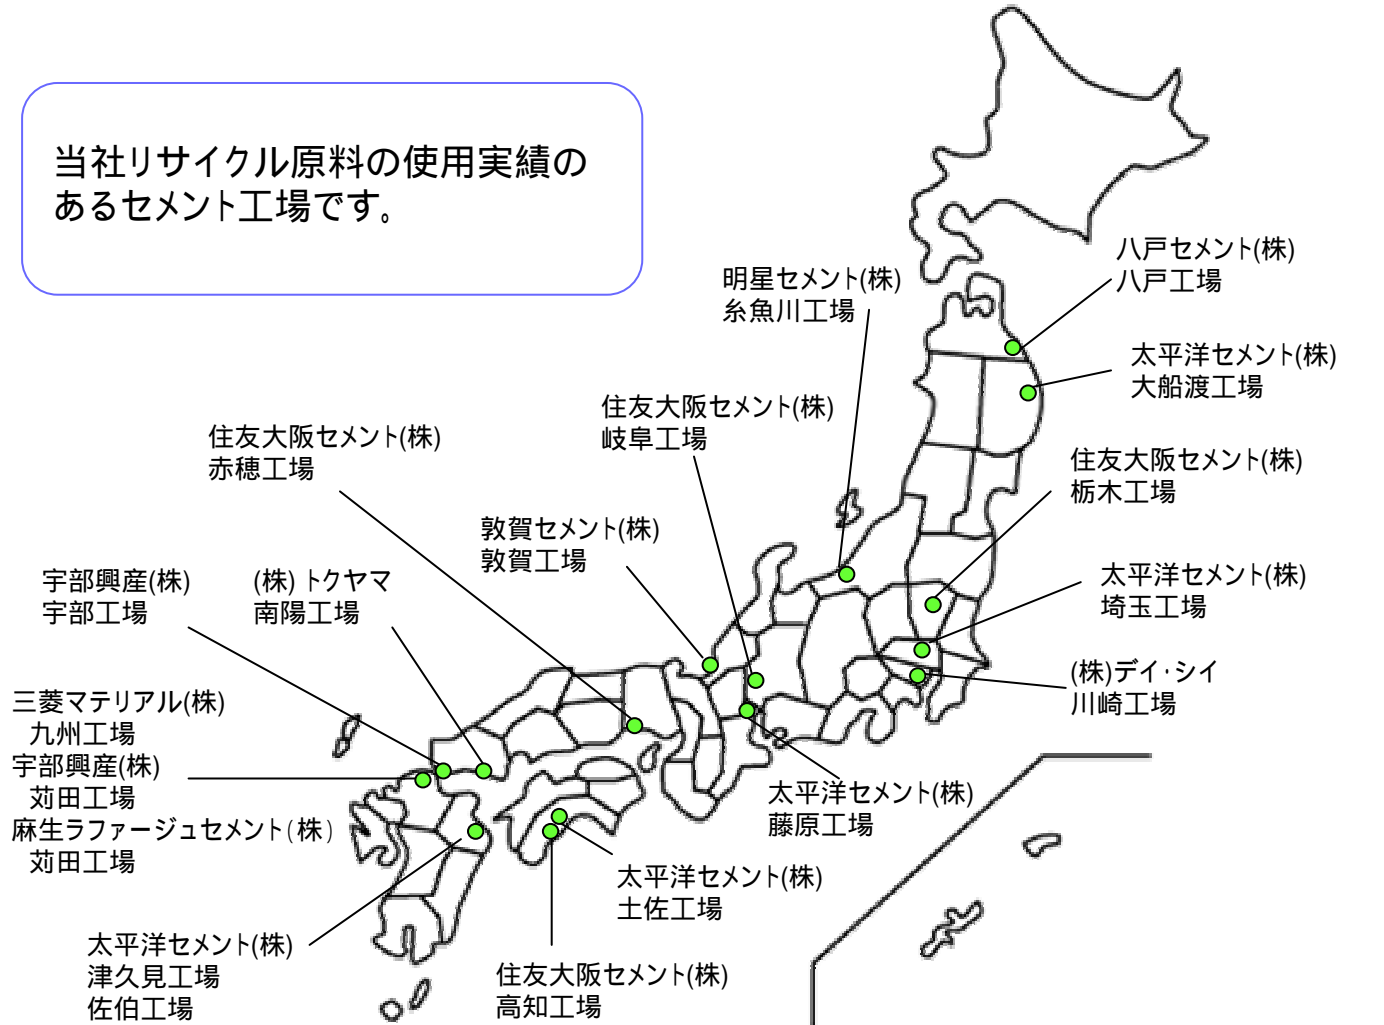 当社リサイクル原料の使用実績の
あるセメント工場です。
八戸セメント(株)
八戸工場
明星セメント(株)
糸魚川工場
太平洋セメント(株)
大船渡工場
住友大阪セメント(株)
岐阜工場
住友大阪セメント(株)
赤穂工場
住友大阪セメント(株)
栃木工場
敦賀セメント(株)
敦賀工場
太平洋セメント(株)
埼玉工場
宇部興産(株)
宇部工場
(株)トクヤマ
南陽工場
(株)デイ・シイ
川崎工場
三菱マテリアル(株)
九州工場
宇部興産(株)
苅田工場
麻生ラファージュセメント(株)
苅田工場
太平洋セメント(株)
藤原工場
太平洋セメント(株)
土佐工場
太平洋セメント(株)
津久見工場
佐伯工場
住友大阪セメント(株)
高知工場